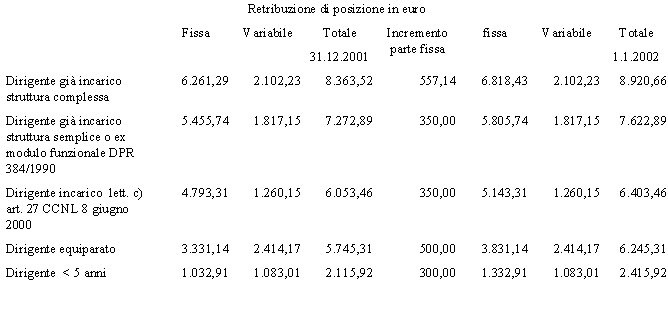 Retribuzione di posizione in euro
Fissa Variabile Totale Incremento fissa Variabile Totale
31.12.2001 parte fissa 1.1.2002
Dirigente già incarico 6.261,29 2.102,23 8.363,52 557,14 6.818,43 2.102,23 8.920,66
struttura complessa
Dirigente già incarico 5.455,74 1.817,15 7.272,89 350,00 5.805,74 1.817,15 7.622,89
struttura semplice o ex
modulo funzionale DPR
384/1990
Dirigente incarico 1ett. c) 4.793,31 1.260,15 6.053,46 350,00 5.143,31 1.260,15 6.403,46
art. 27 CCNL 8 giugno
2000
Dirigente equiparato 3.331,14 2.414,17 5.745,31 500,00 3.831,14 2.414,17 6.245,31
Dirigente < 5 anni 1.032,91 1.083,01 2.115,92 300,00 1.332,91 1.083,01 2.415,92